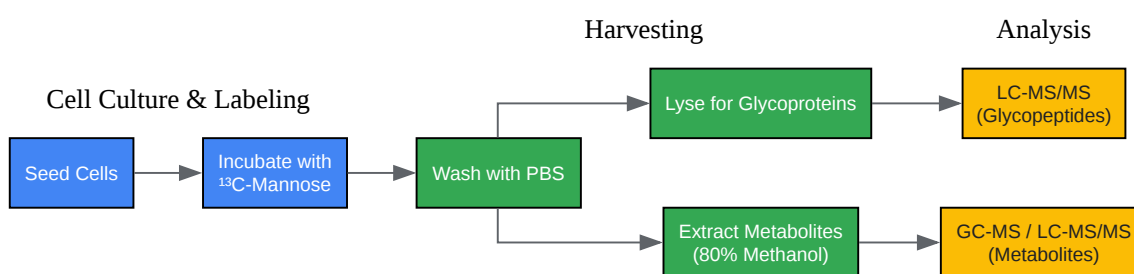 Harvesting
Analysis
Cell Culture & Labeling
Lyse for Glycoproteins
LC-MS/MS
(Glycopeptides)
Seed Cells
Incubate with
¹³C-Mannose
Wash with PBS
Extract Metabolites
(80% Methanol)
GC-MS / LC-MS/MS
(Metabolites)